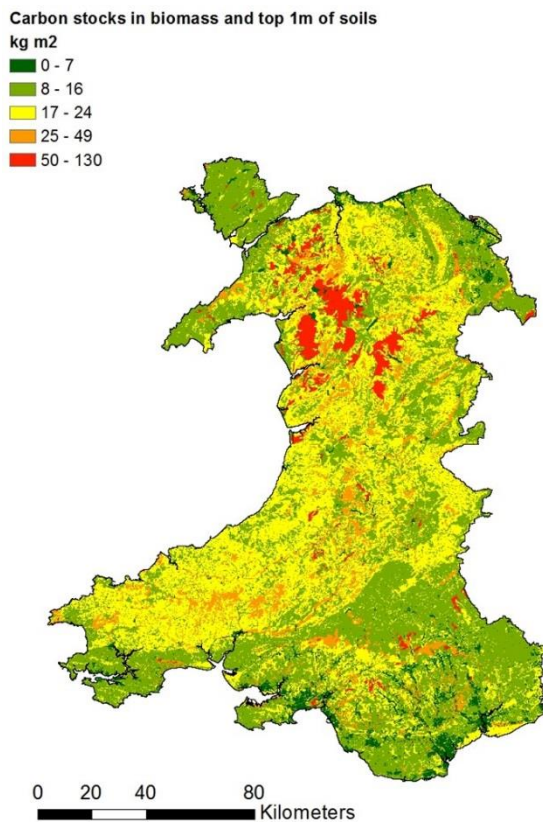 Carbon stocks in biomass and top 1m of soils
kg m2
0 - 7
8 - 16
17 - 24
25 - 49
50 - 130
0 20 40 80
Kilometers